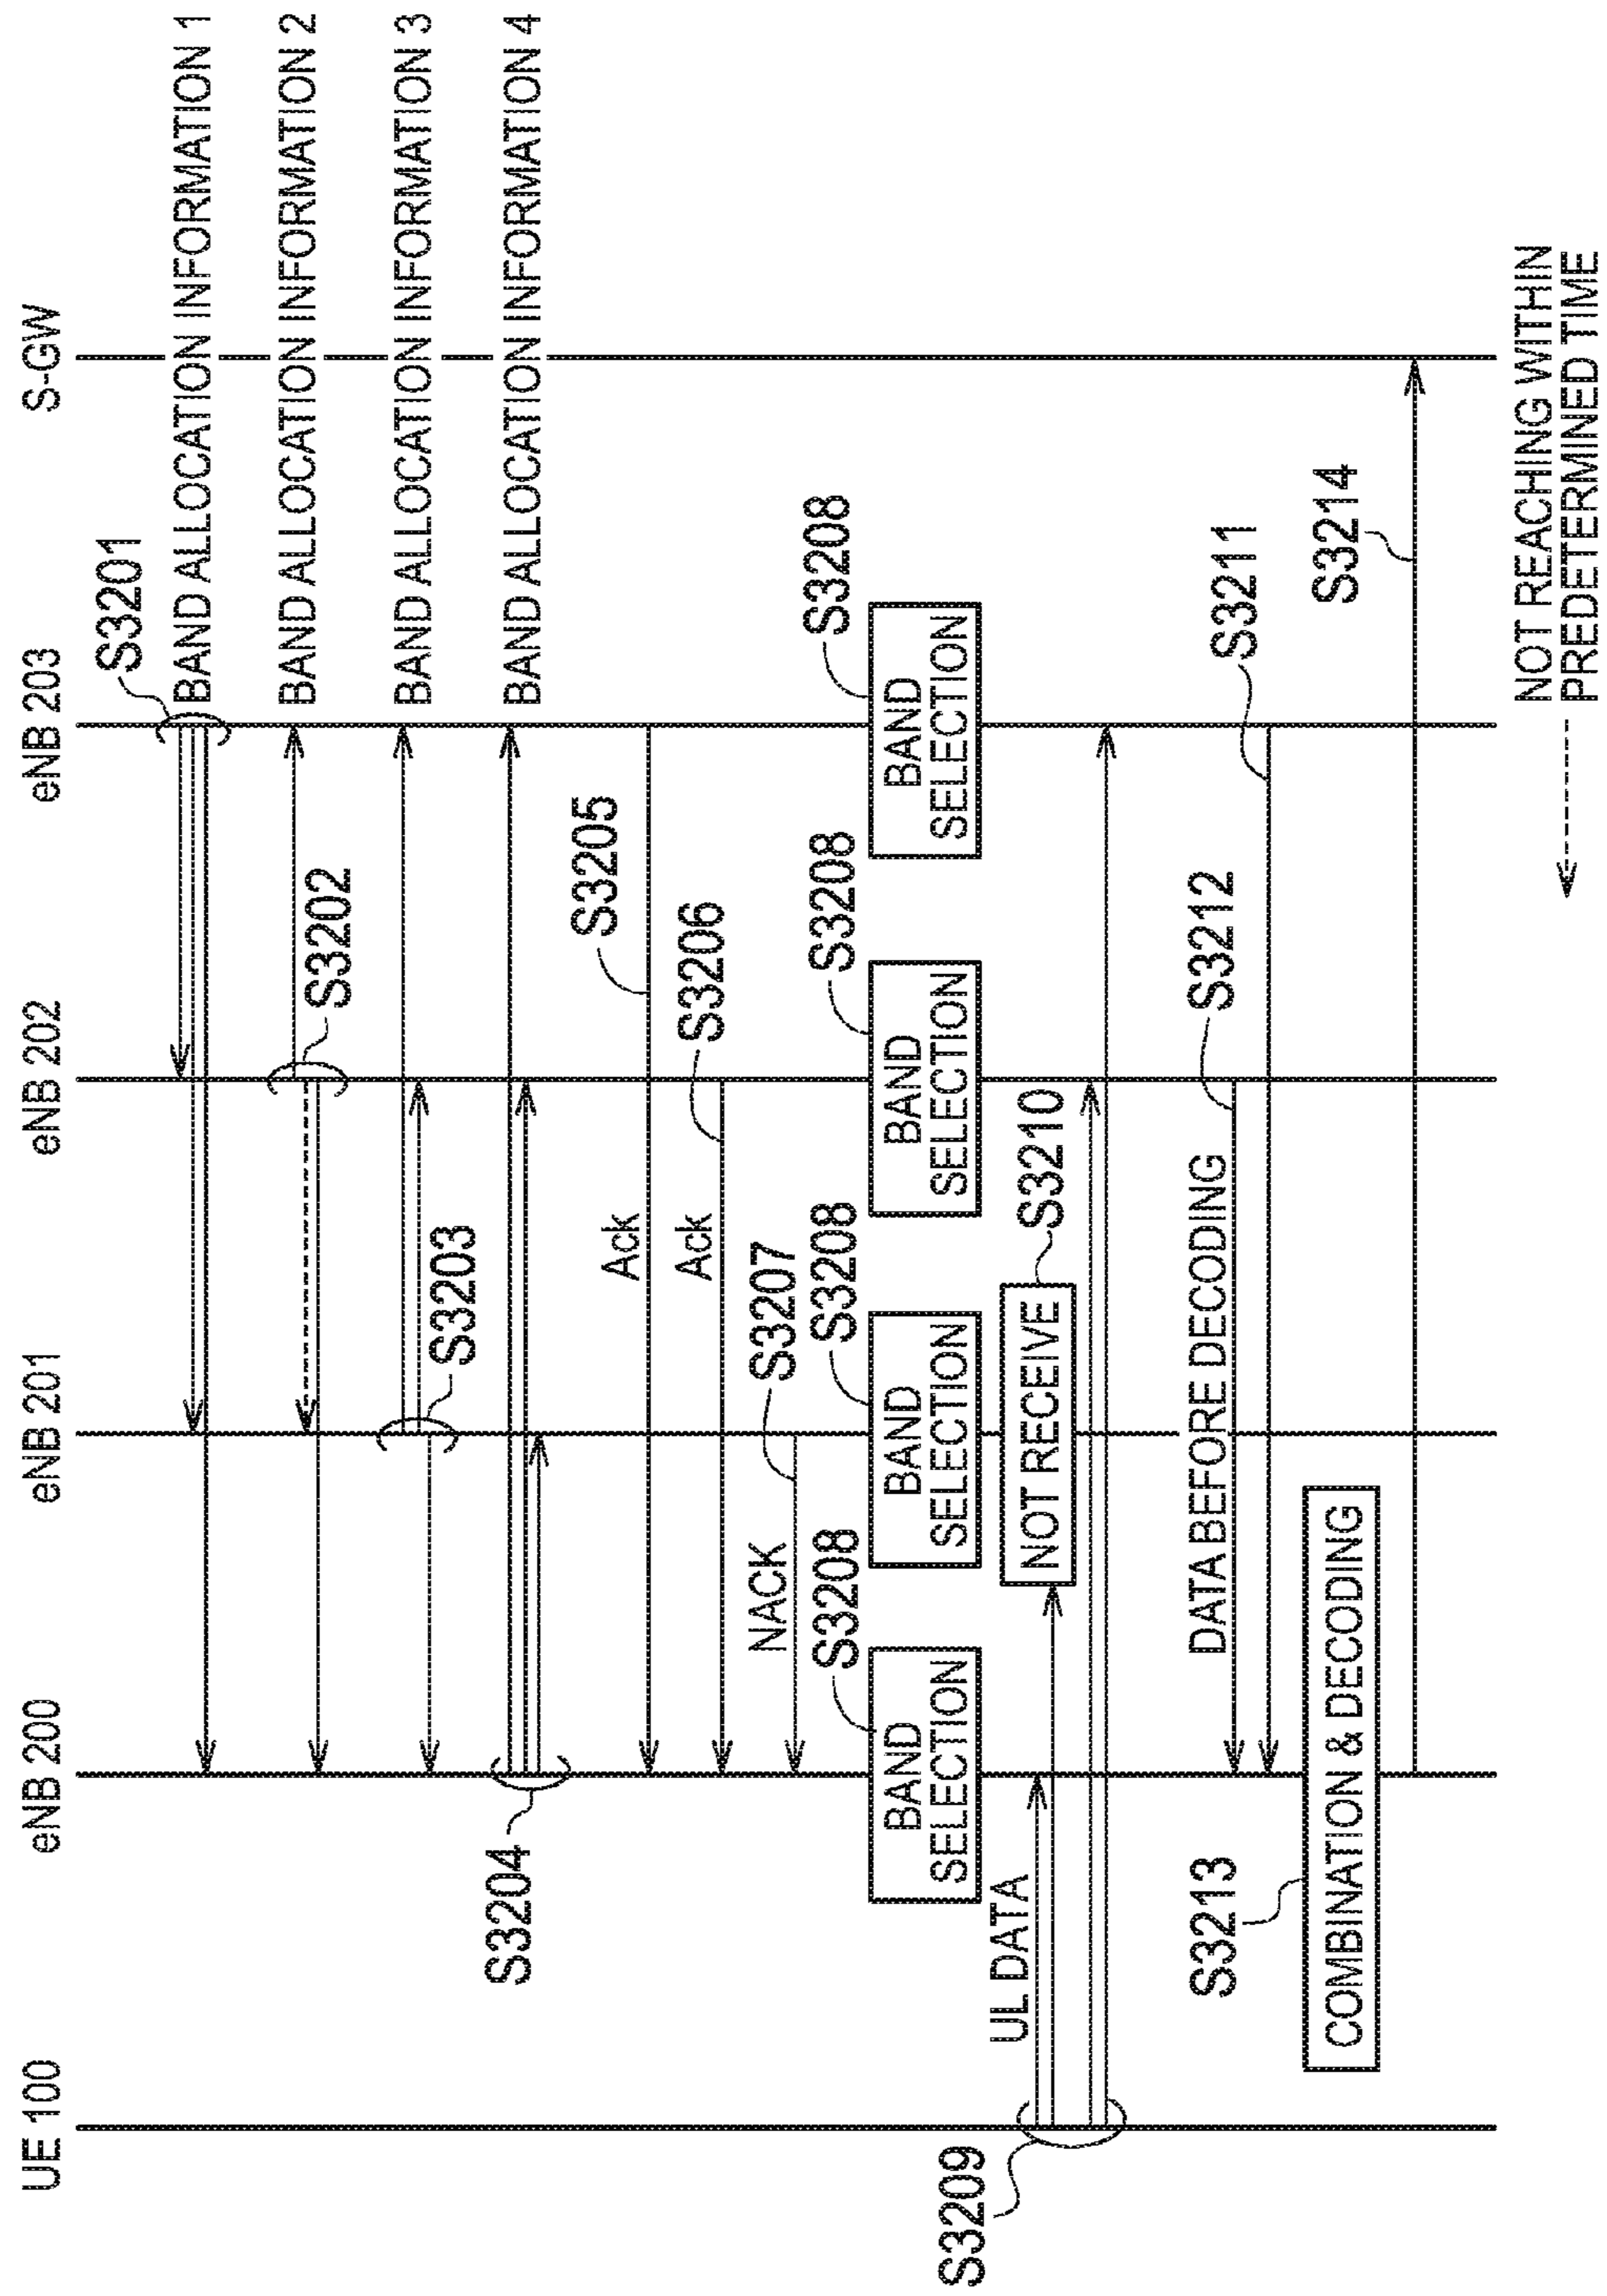 UE 100
eNB 200
eNB 201
eNB 202
eNB 203
S-GW
S3201
BAND ALLOCATION INFORMATION 1
BAND ALLOCATION INFORMATION 2
S3202
BAND ALLOCATION INFORMATION 3
S3203
BAND ALLOCATION INFORMATION 4
S3204
S3205
Ack
S3206
Ack
S3207
NACK
S3208
S3208
S3208
S3208
BAND
SELECTION
BAND
SELECTION
BAND
SELECTION
BAND
SELECTION
S3209
UL DATA
NOT RECEIVE
S3210
DATA BEFORE DECODING
S3212
S3211
S3213
COMBINATION & DECODING
S3214
NOT REACHING WITHIN
PREDETERMINED TIME